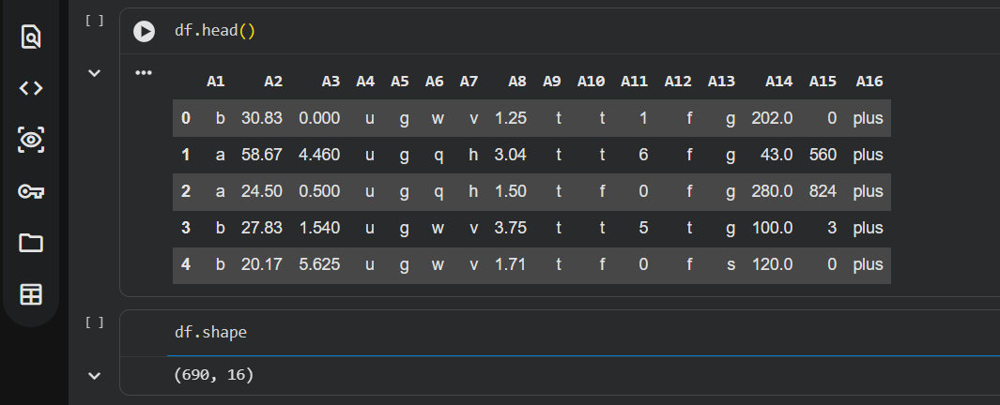 [ ]
df.head()
A1 A2 A3 A4 A5 A6 A7 A8 A9 A10 A11 A12 A13 A14 A15 A16
0 b 30.83 0.000 u g w v 1.25 t t 1 f g 202.0 0 plus
1 a 58.67 4.460 u g q h 3.04 t t 6 f g 43.0 560 plus
2 a 24.50 0.500 u g q h 1.50 t f 0 f g 280.0 824 plus
3 b 27.83 1.540 u g w v 3.75 t t 5 t g 100.0 3 plus
4 b 20.17 5.625 u g w v 1.71 t f 0 f s 120.0 0 plus
[ ]
df.shape
(690, 16)